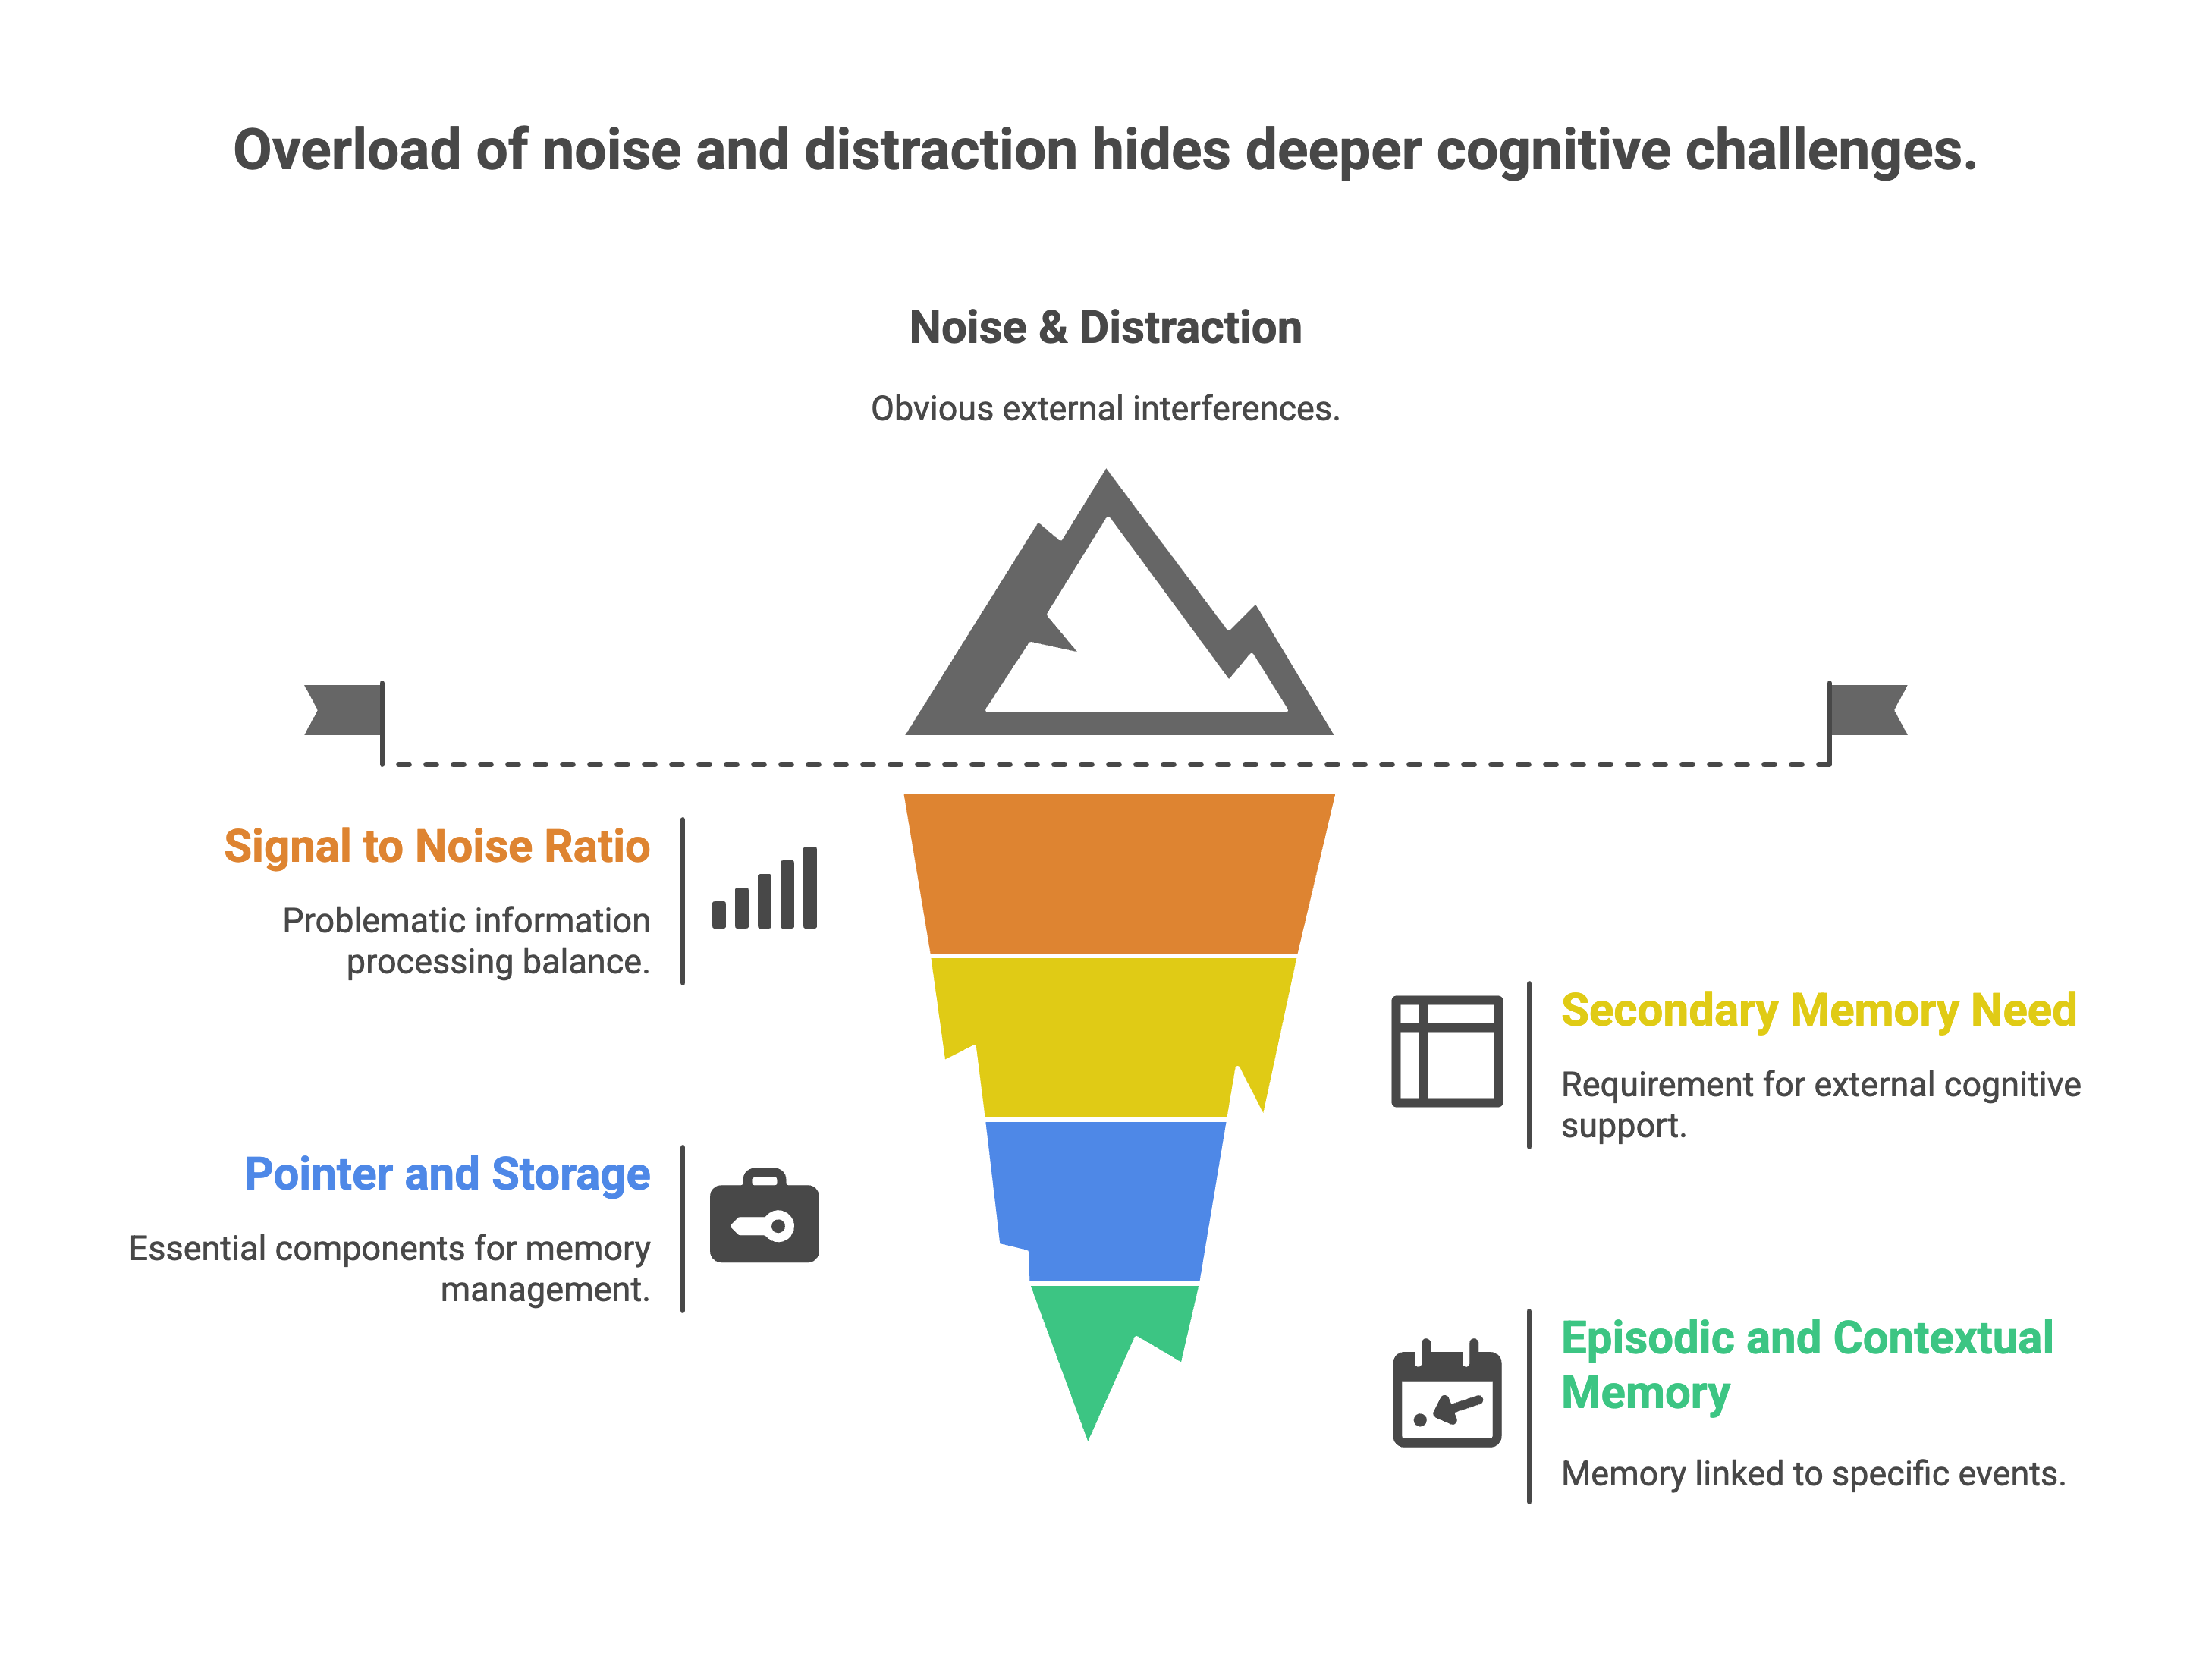 Overload of noise and distraction hides deeper cognitive challenges.
Noise & Distraction
Obvious external interferences.
Signal to Noise Ratio
Problematic information
processing balance.
Secondary Memory Need
Requirement for external cognitive
support.
Pointer and Storage
Essential components for memory
management.
Episodic and Contextual
Memory
Memory linked to specific events.